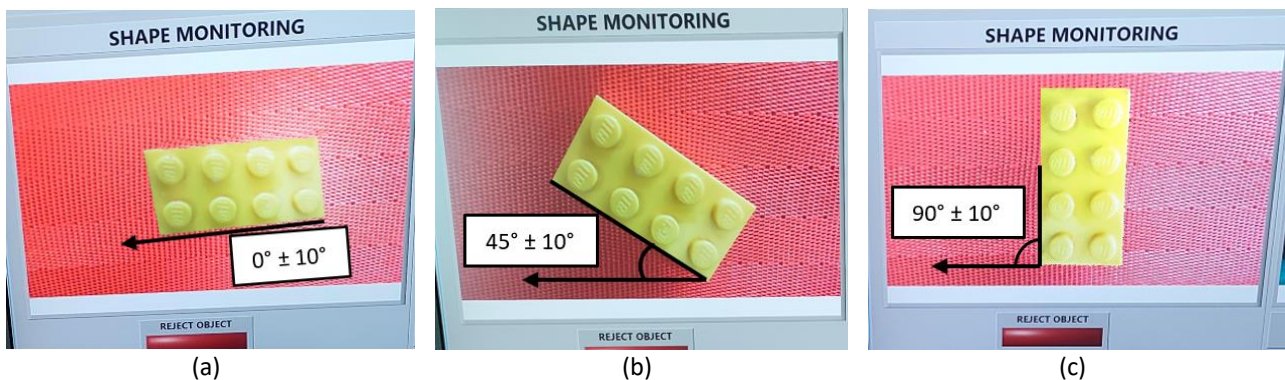 SHAPE MONITORING
0° ± 10°
REJECT OBJECT
(a)
SHAPE MONITORING
45° ± 10°
REJECT OBJECT
(b)
SHAPE MONITORING
90° ± 10°
REJECT OBJECT
(c)